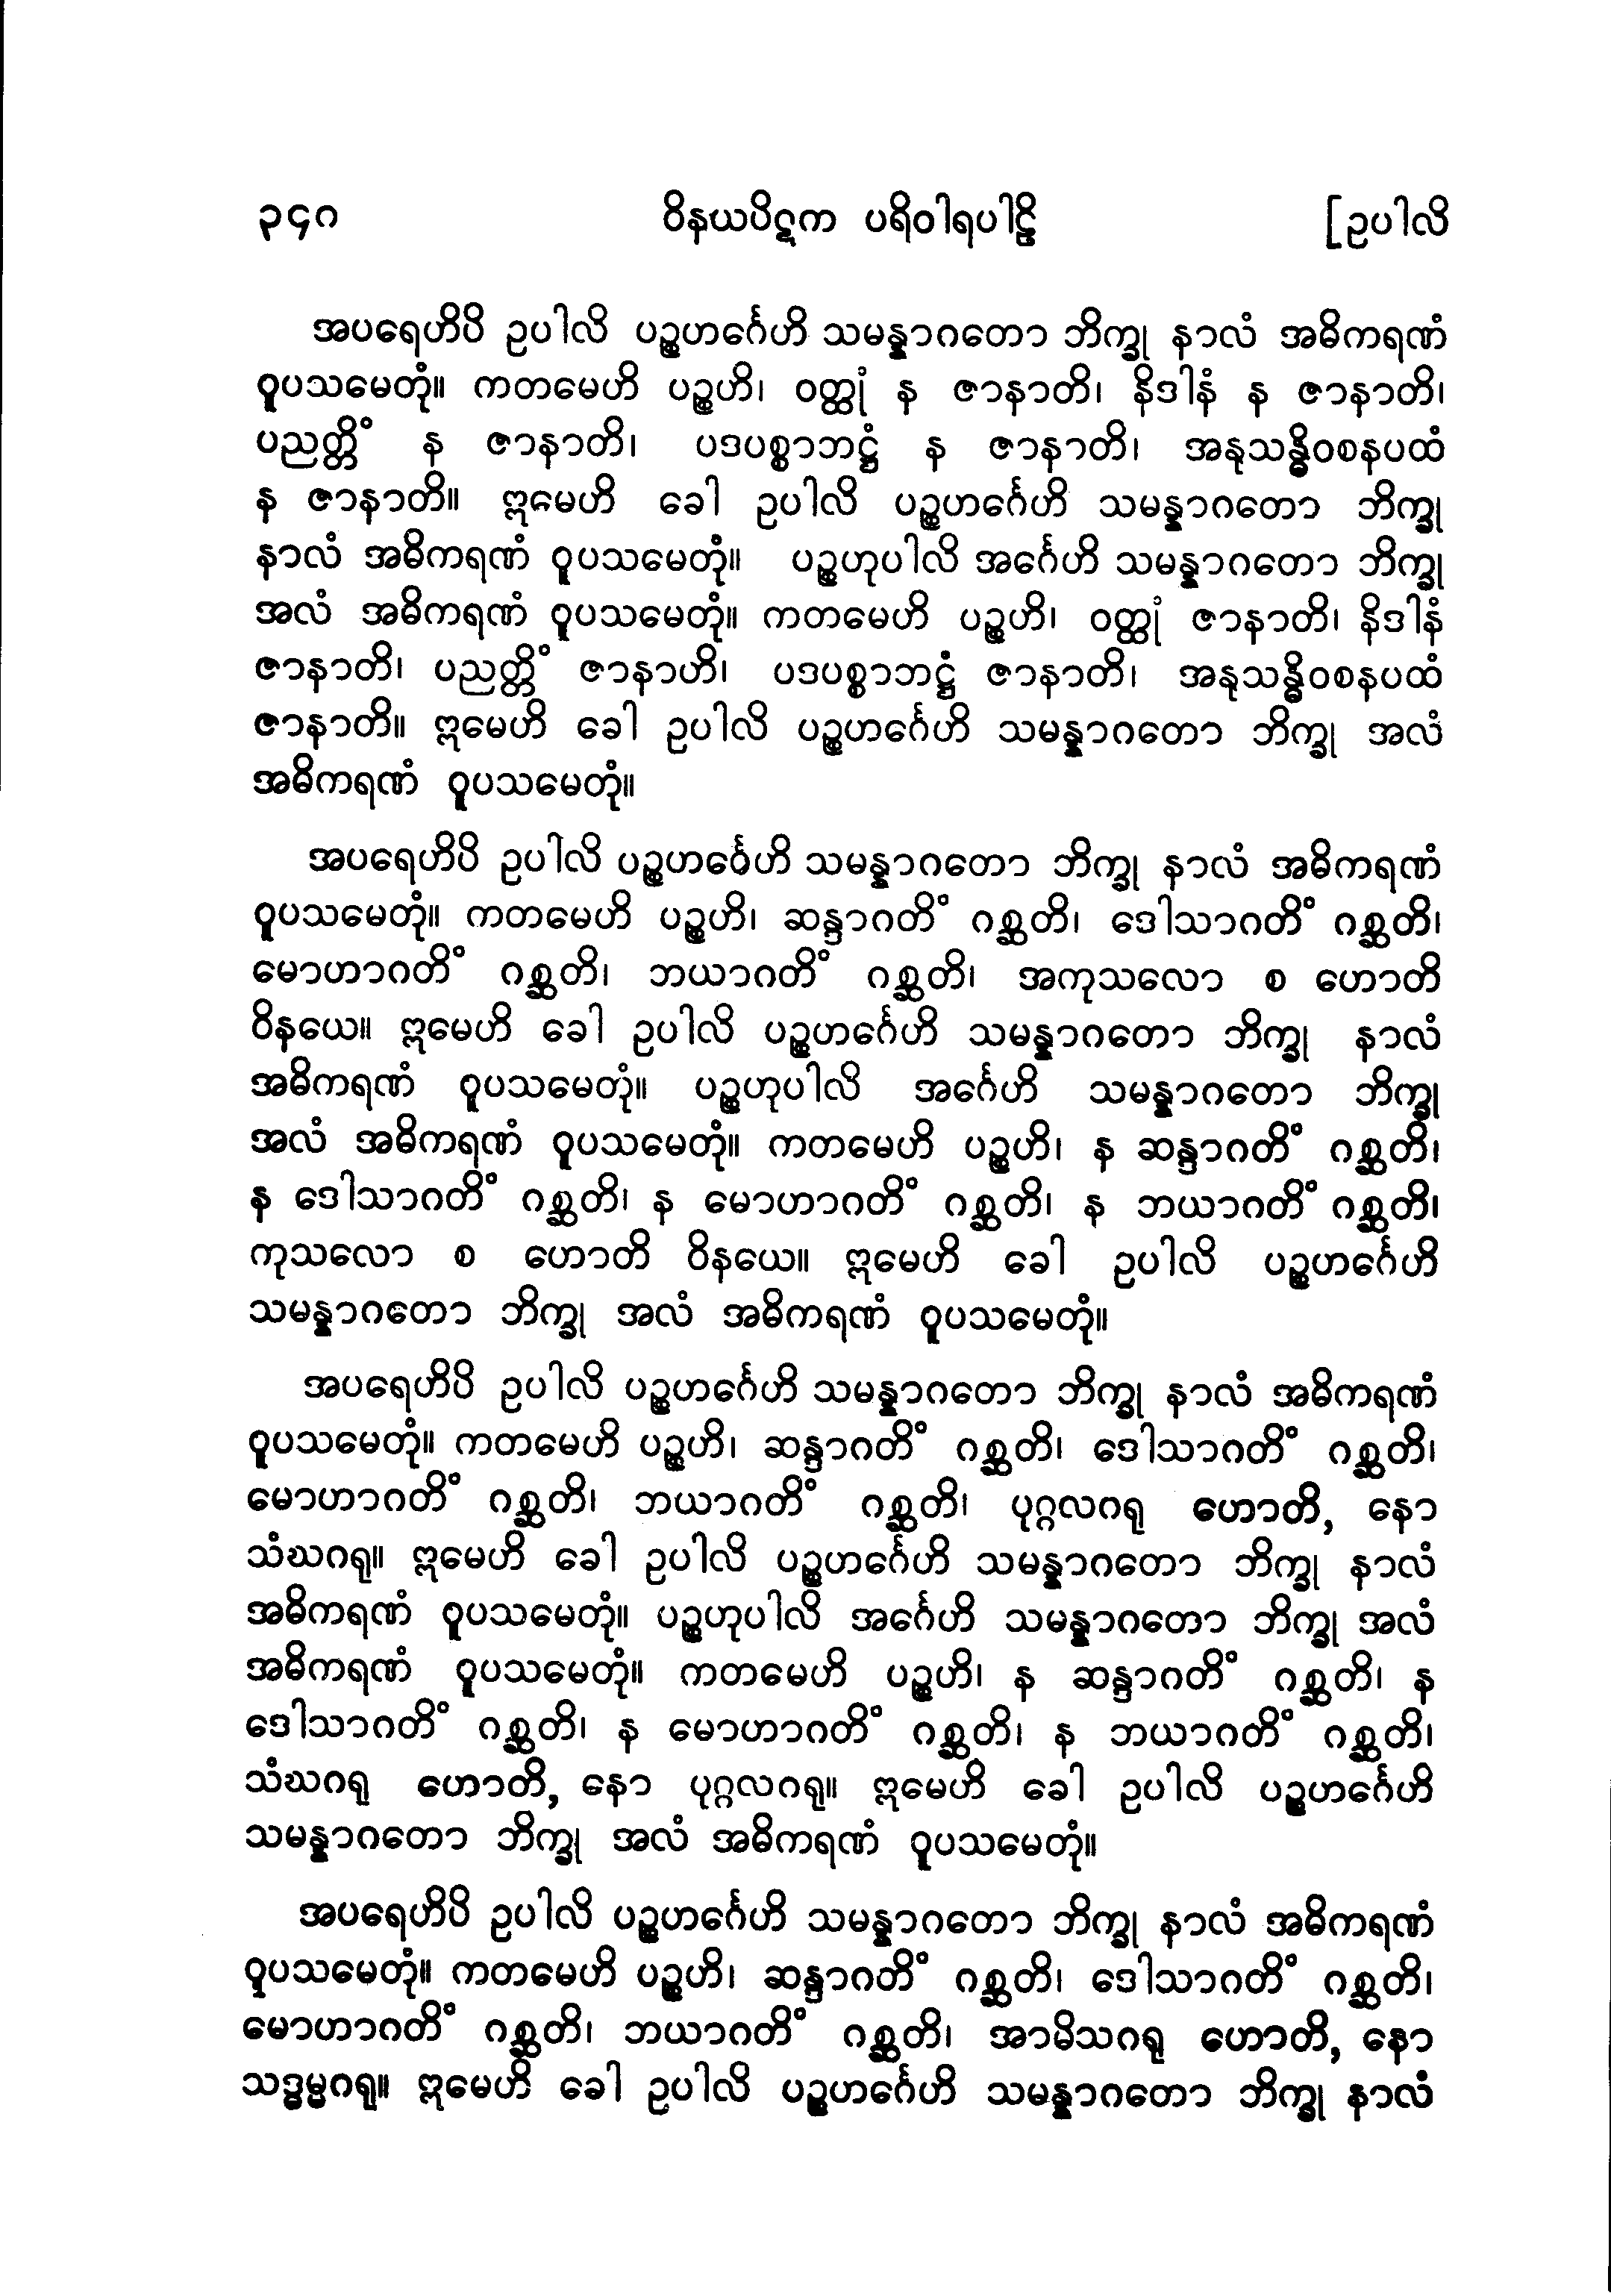 ၃၄ဂ ဝိနယပိဋက ပရိဝါရပါဠိ [ဥပါလိ
အပရေဟိပိ ဥပါလိ ပဉ္စဟင်္ဂေဟိ သမန္နာဂတော ဘိက္ခု နာလံ အဓိကရဏံ
ဝူပသမေတုံ။ ကတမေဟိ ပဉ္စဟိ၊ ဝတ္ထုံ န ဇာနာတိ၊ နိဒါနံ န ဇာနာတိ၊
ပညတ္တိံ န ဇာနာတိ၊ ပဒပစ္စာဘဋ္ဌံ န ဇာနာတိ၊ အနုသန္ဓိဝစနပထံ
န ဇာနာတိ။ ဣမေဟိ ခေါ ဥပါလိ ပဉ္စဟင်္ဂေဟိ သမန္နာဂတော ဘိက္ခု
နာလံ အဓိကရဏံ ဝူပသမေတုံ။ ပဉ္စဟုပါလိ အင်္ဂေဟိ သမန္နာဂတော ဘိက္ခု
အလံ အဓိကရဏံ ဝူပသမေတုံ။ ကတမေဟိ ပဉ္စဟိ၊ ဝတ္ထုံ ဇာနာတိ၊ နိဒါနံ
ဇာနာတိ၊ ပညတ္တိံ ဇာနာဟိ၊ ပဒပစ္စာဘဋ္ဌံ ဇာနာတိ၊ အနုသန္ဓိဝစနပထံ
ဇာနာတိ။ ဣမေဟိ ခေါ ဥပါလိ ပဉ္စဟင်္ဂေဟိ သမန္နာဂတော ဘိက္ခု အလံ
အဓိကရဏံ ဝူပသမေတုံ။
အပရေဟိပိ ဥပါလိ ပဉ္စဟင်္ဂေဟိ သမန္နာဂတော ဘိက္ခု နာလံ အဓိကရဏံ
ဝူပသမေတုံ။ ကတမေဟိ ပဉ္စဟိ၊ ဆန္ဒာဂတိံ ဂစ္ဆတိ၊ ဒေါသာဂတိံ ဂစ္ဆတိ၊
မောဟာဂတိံ ဂစ္ဆတိ၊ ဘယာဂတိံ ဂစ္ဆတိ၊ အကုသလော စ ဟောတိ
ဝိနယေ။ ဣမေဟိ ခေါ ဥပါလိ ပဉ္စဟင်္ဂေဟိ သမန္နာဂတော ဘိက္ခု နာလံ
အဓိကရဏံ ဝူပသမေတုံ။ ပဉ္စဟုပါလိ အင်္ဂေဟိ သမန္နာဂတော ဘိက္ခု
အလံ အဓိကရဏံ ဝူပသမေတုံ။ ကတမေဟိ ပဉ္စဟိ၊ န ဆန္ဒာဂတိံ ဂစ္ဆတိ၊
န ဒေါသာဂတိံ ဂစ္ဆတိ၊ န မောဟာဂတိံ ဂစ္ဆတိ၊ န ဘယာဂတိံ ဂစ္ဆတိ၊
ကုသလော စ ဟောတိ ဝိနယေ။ ဣမေဟိ ခေါ ဥပါလိ ပဉ္စဟင်္ဂေဟိ
သမန္နာဂတော ဘိက္ခု အလံ အဓိကရဏံ ဝူပသမေတုံ။
အပရေဟိပိ ဥပါလိ ပဉ္စဟင်္ဂေဟိ သမန္နာဂတော ဘိက္ခု နာလံ အဓိကရဏံ
ဝူပသမေတုံ။ ကတမေဟိ ပဉ္စဟိ၊ ဆန္ဒာဂတိံ ဂစ္ဆတိ၊ ဒေါသာဂတိံ ဂစ္ဆတိ၊
မောဟာဂတိံ ဂစ္ဆတိ၊ ဘယာဂတိံ ဂစ္ဆတိ၊ ပုဂ္ဂလဂရု ဟောတိ, နော
သံဃဂရု။ ဣမေဟိ ခေါ ဥပါလိ ပဉ္စဟင်္ဂေဟိ သမန္နာဂတော ဘိက္ခု နာလံ
အဓိကရဏံ ဝူပသမေတုံ။ ပဉ္စဟုပါလိ အင်္ဂေဟိ သမန္နာဂတော ဘိက္ခု အလံ
အဓိကရဏံ ဝူပသမေတုံ။ ကတမေဟိ ပဉ္စဟိ၊ န ဆန္ဒာဂတိံ ဂစ္ဆတိ၊ န
ဒေါသာဂတိံ ဂစ္ဆတိ၊ န မောဟာဂတိံ ဂစ္ဆတိ၊ န ဘယာဂတိံ ဂစ္ဆတိ၊
သံဃဂရု ဟောတိ, နော ပုဂ္ဂလဂရု။ ဣမေဟိ ခေါ ဥပါလိ ပဉ္စဟင်္ဂေဟိ
သမန္နာဂတော ဘိက္ခု အလံ အဓိကရဏံ ဝူပသမေတုံ။
အပရေဟိပိ ဥပါလိ ပဉ္စဟင်္ဂေဟိ သမန္နာဂတော ဘိက္ခု နာလံ အဓိကရဏံ
ဝူပသမေတုံ။ ကတမေဟိ ပဉ္စဟိ၊ ဆန္ဒာဂတိံ ဂစ္ဆတိ၊ ဒေါသာဂတိံ ဂစ္ဆတိ၊
မောဟာဂတိံ ဂစ္ဆတိ၊ ဘယာဂတိံ ဂစ္ဆတိ၊ အာမိသဂရု ဟောတိ, နော
သဒ္ဓမ္မဂရု။ ဣမေဟိ ခေါ ဥပါလိ ပဉ္စဟင်္ဂေဟိ သမန္နာဂတော ဘိက္ခု နာလံ